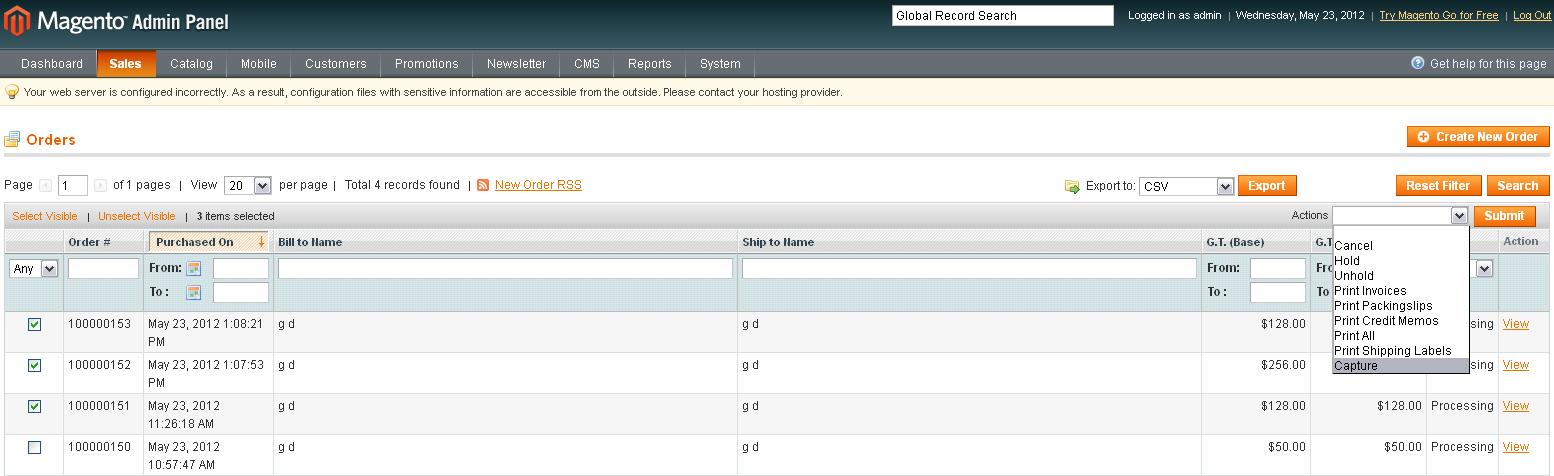 Magento Admin Panel
Global Record Search
Logged in as admin | Wednesday, May 23, 2012 | Try Magento Go for Free | Log Out
Dashboard Sales Catalog Mobile Customers Promotions Newsletter CMS Reports System Get help for this page
Your web server is configured incorrectly. As a result, configuration files with sensitive information are accessible from the outside. Please contact your hosting provider.
Orders Create New Order
Page 1 of 1 pages | View 20 per page | Total 4 records found | New Order RSS Export to: CSV Export Reset Filter Search
Select Visible | Unselect Visible | 3 items selected Actions Submit
Order # Purchased On Bill to Name Ship to Name G.T. (Base) G.T. Action
Cancel
Hold
Unhold
Print Invoices
Print Packingslips
Print Credit Memos
Print All
Print Shipping Labels
Capture
Any From: From: Fro
To : To : To
100000153 May 23, 2012 1:08:21 PM g d g d $128.00 sing View
100000152 May 23, 2012 1:07:53 PM g d g d $256.00 sing View
100000151 May 23, 2012 11:26:18 AM g d g d $128.00 $128.00 Processing View
100000150 May 23, 2012 10:57:47 AM g d g d $50.00 $50.00 Processing View